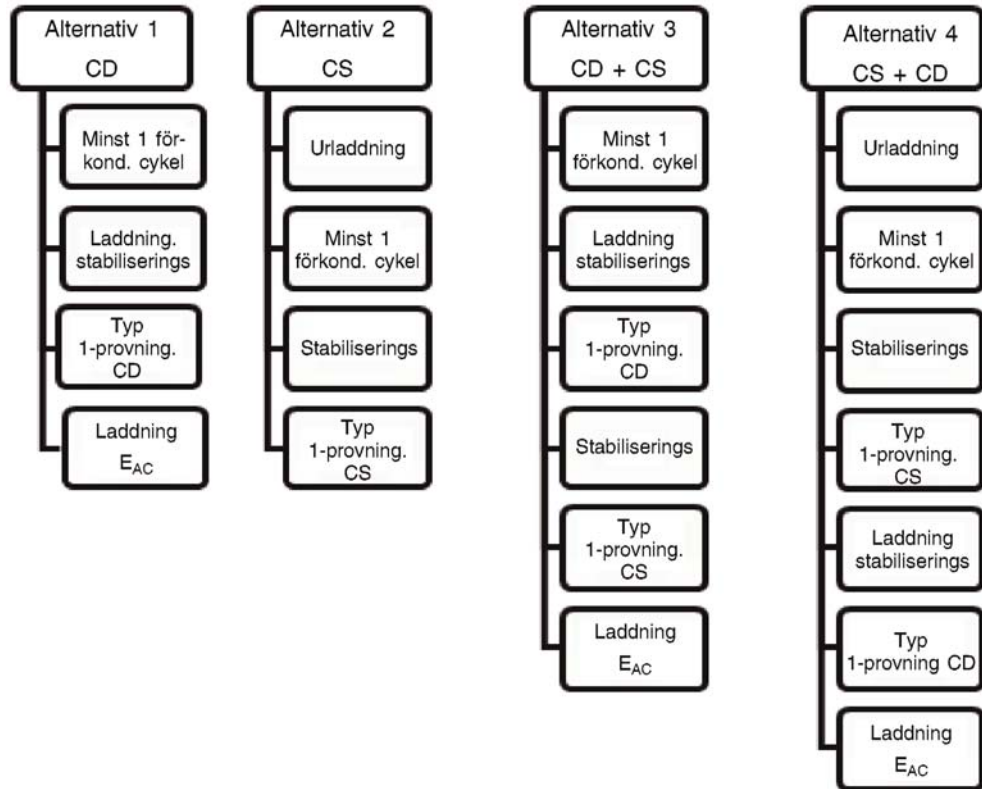 Alternativ 1
CD
Minst 1 för-
kond. cykel
Laddning.
stabiliserings
Typ
1-provning.
CD
Laddning
E_AC
Alternativ 2
CS
Urladdning
Minst 1
förkond. cykel
Stabiliserings
Typ
1-provning.
CS
Alternativ 3
CD + CS
Minst 1
förkond. cykel
Laddning
stabiliserings
Typ
1-provning.
CD
Stabiliserings
Typ
1-provning.
CS
Laddning
E_AC
Alternativ 4
CS + CD
Urladdning
Minst 1
förkond. cykel
Stabiliserings
Typ
1-provning.
CS
Laddning
stabiliserings
Typ
1-provning CD
Laddning
E_AC